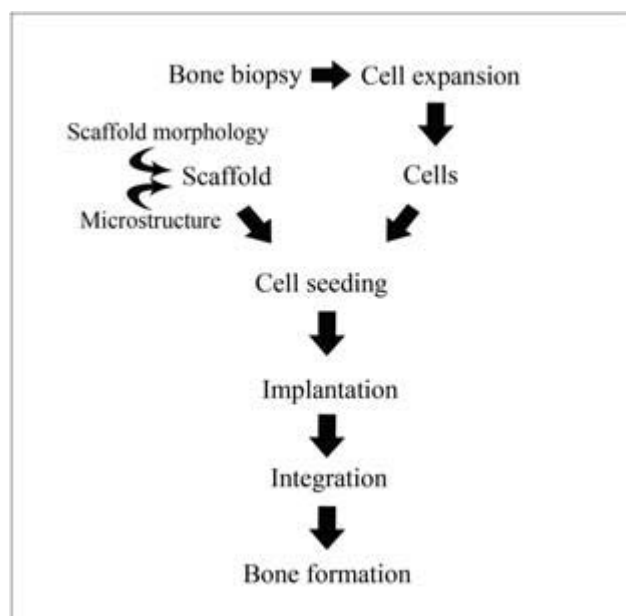 Bone biopsy Cell expansion
Scaffold morphology
Scaffold Cells
Microstructure
Cell seeding
Implantation
Integration
Bone formation